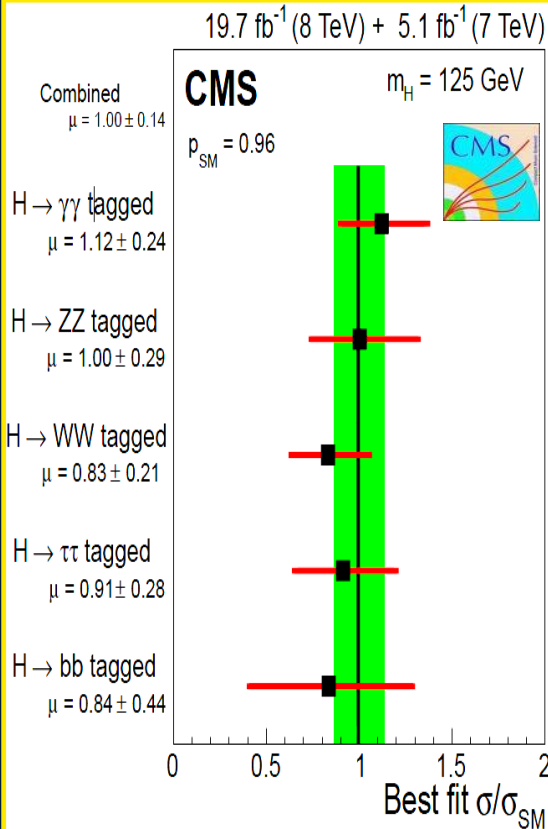 19.7 fb⁻¹ (8 TeV) + 5.1 fb⁻¹ (7 TeV)
Combined
μ = 1.00 ± 0.14
CMS
m_H = 125 GeV
p_SM = 0.96
CMS
H → γγ tagged
μ = 1.12 ± 0.24
H → ZZ tagged
μ = 1.00 ± 0.29
H → WW tagged
μ = 0.83 ± 0.21
H → ττ tagged
μ = 0.91 ± 0.28
H → bb tagged
μ = 0.84 ± 0.44
0 0.5 1 1.5 2
Best fit σ/σ_SM